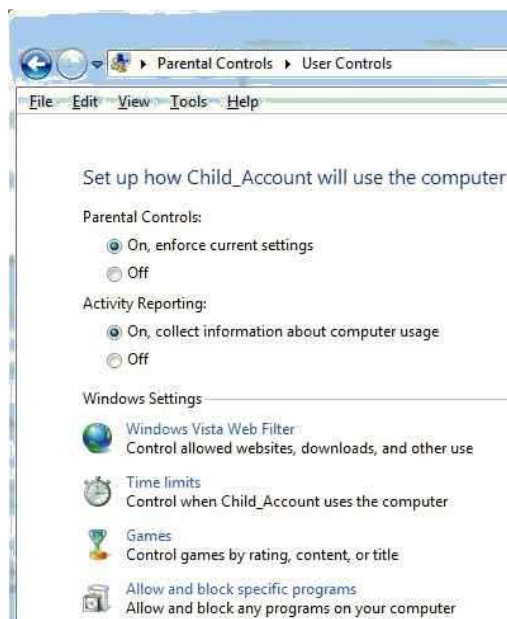 Parental Controls User Controls
File Edit View Tools Help
Set up how Child_Account will use the computer
Parental Controls:
On, enforce current settings
Off
Activity Reporting:
On, collect information about computer usage
Off
Windows Settings
Windows Vista Web Filter
Control allowed websites, downloads, and other use
Time limits
Control when Child_Account uses the computer
Games
Control games by rating, content, or title
Allow and block specific programs
Allow and block any programs on your computer